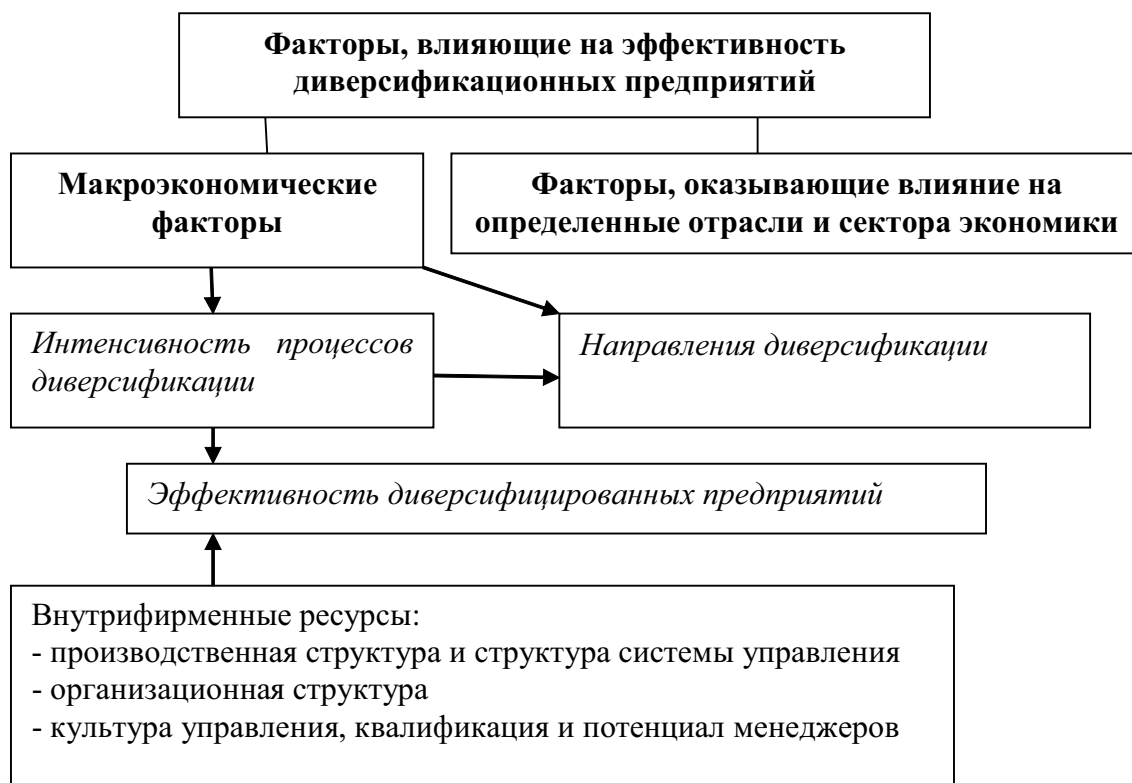 Факторы, влияющие на эффективность
диверсификационных предприятий
Макроэкономические
факторы
Факторы, оказывающие влияние на
определенные отрасли и сектора экономики
Интенсивность процессов
диверсификации
Направления диверсификации
Эффективность диверсифицированных предприятий
Внутрифирменные ресурсы:
- производственная структура и структура системы управления
- организационная структура
- культура управления, квалификация и потенциал менеджеров